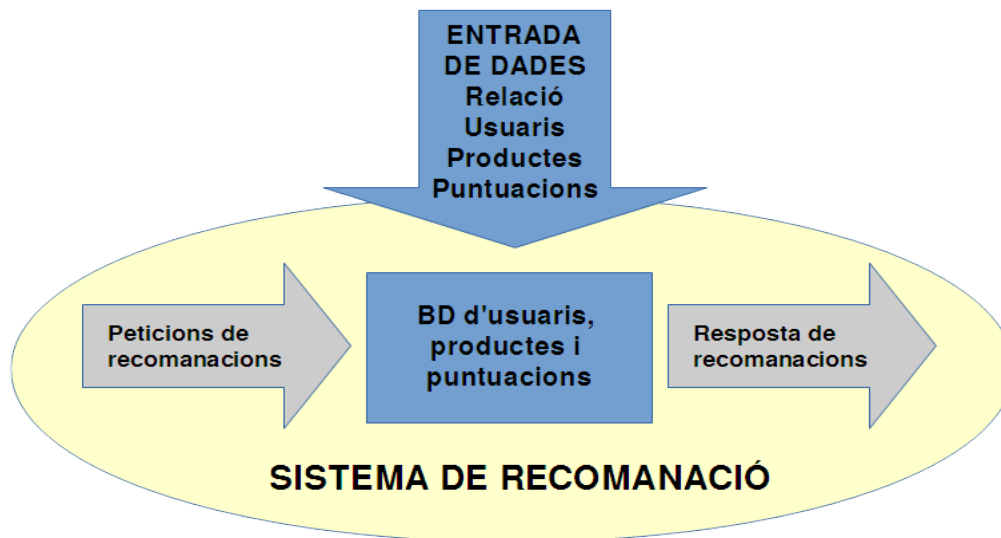 ENTRADA
DE DADES
Relació
Usuaris
Productes
Puntuacions
Peticions de
recomanacions
BD d'usuaris,
productes i
puntuacions
Resposta de
recomanacions
SISTEMA DE RECOMANACIÓ